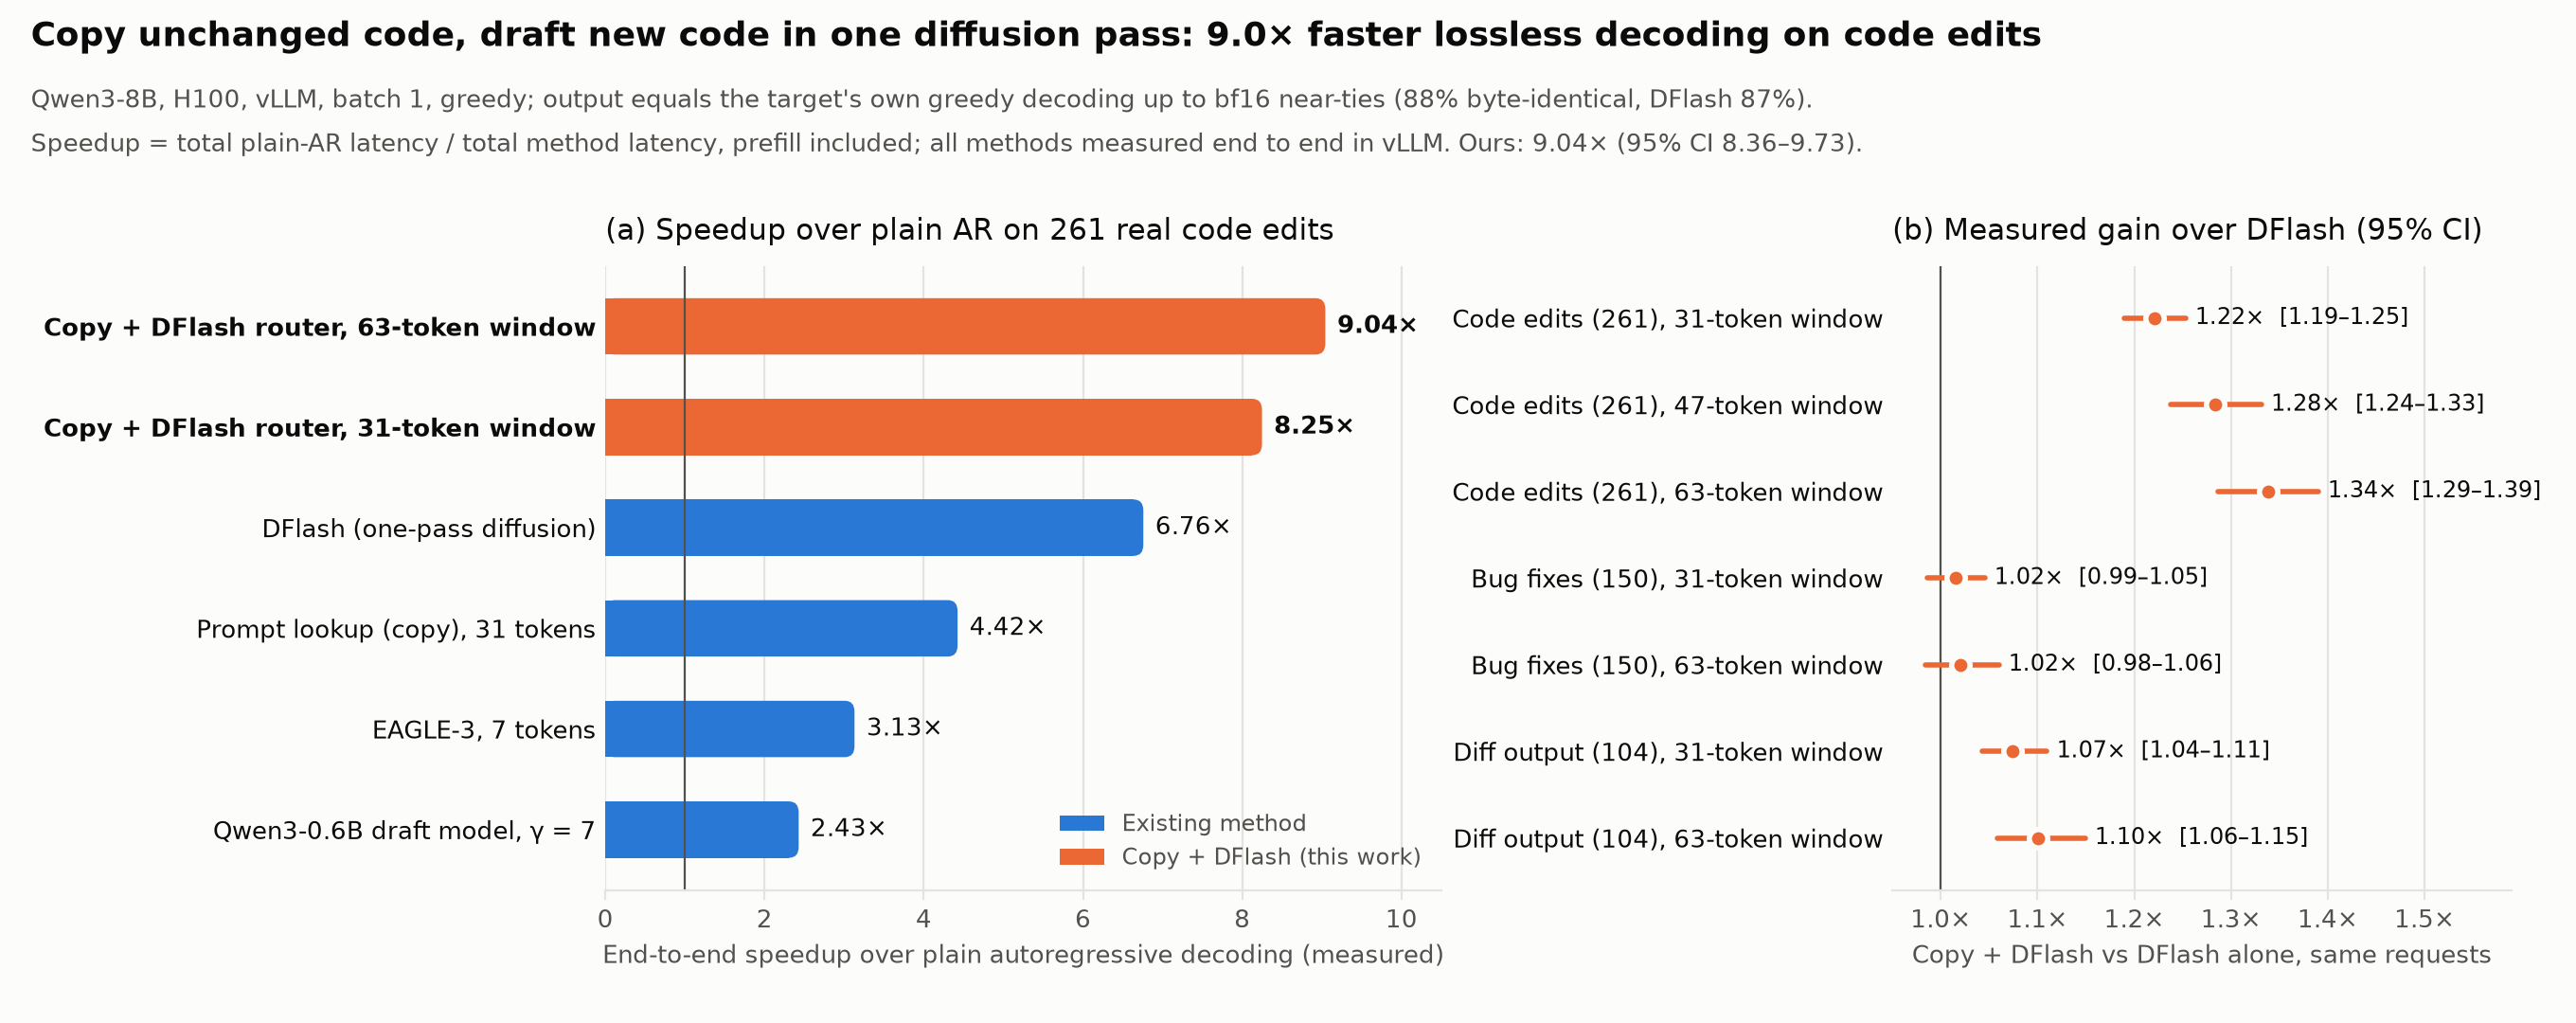 Copy unchanged code, draft new code in one diffusion pass: 9.0× faster lossless decoding on code edits
Qwen3-8B, H100, vLLM, batch 1, greedy; output equals the target's own greedy decoding up to bf16 near-ties (88% byte-identical, DFlash 87%).
Speedup = total plain-AR latency / total method latency, prefill included; all methods measured end to end in vLLM. Ours: 9.04× (95% CI 8.36–9.73).
(a) Speedup over plain AR on 261 real code edits
Copy + DFlash router, 63-token window 9.04×
Copy + DFlash router, 31-token window 8.25×
DFlash (one-pass diffusion) 6.76×
Prompt lookup (copy), 31 tokens 4.42×
EAGLE-3, 7 tokens 3.13×
Qwen3-0.6B draft model, γ = 7 2.43×
Existing method
Copy + DFlash (this work)
0 2 4 6 8 10
End-to-end speedup over plain autoregressive decoding (measured)
(b) Measured gain over DFlash (95% CI)
Code edits (261), 31-token window 1.22× [1.19–1.25]
Code edits (261), 47-token window 1.28× [1.24–1.33]
Code edits (261), 63-token window 1.34× [1.29–1.39]
Bug fixes (150), 31-token window 1.02× [0.99–1.05]
Bug fixes (150), 63-token window 1.02× [0.98–1.06]
Diff output (104), 31-token window 1.07× [1.04–1.11]
Diff output (104), 63-token window 1.10× [1.06–1.15]
1.0× 1.1× 1.2× 1.3× 1.4× 1.5×
Copy + DFlash vs DFlash alone, same requests